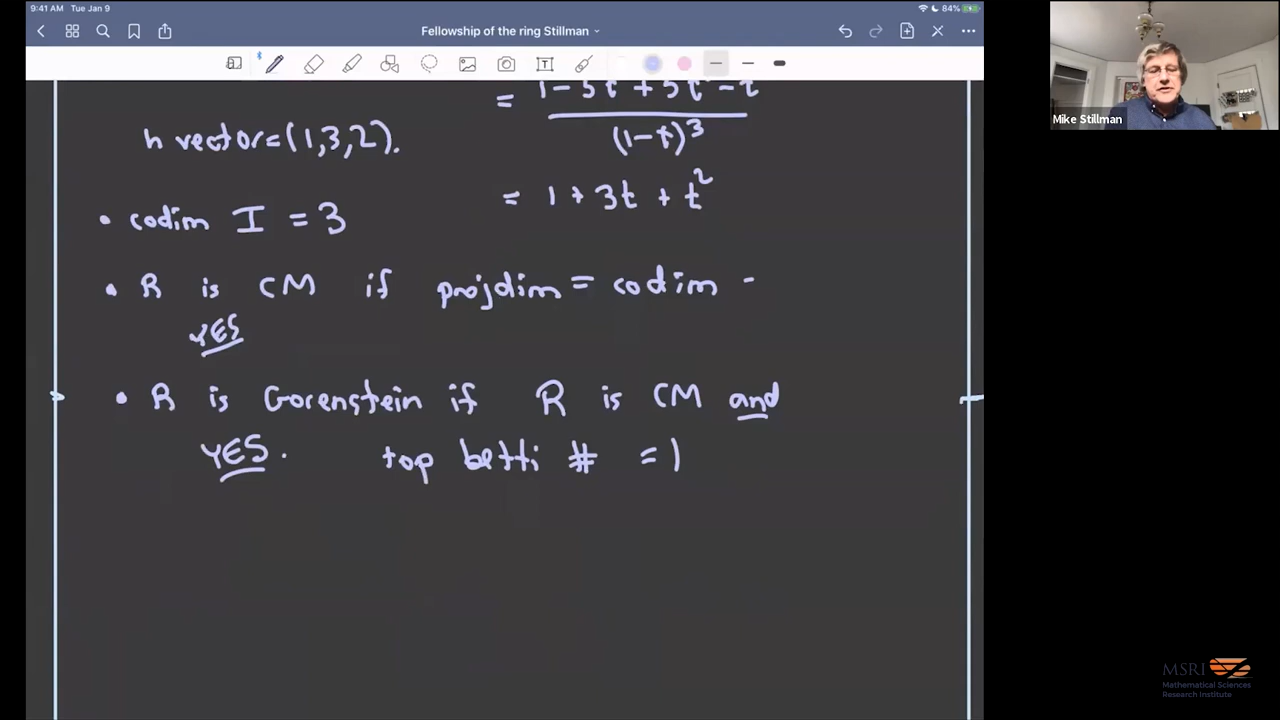 9:41 AM Tue Jan 9
84%
Fellowship of the ring Stillman
T
=
(1-t)^3
h vector=(1,3,2).
= 1 + 3t + t^2
• codim I = 3
• R is CM if projdim = codim -
YES
• R is Gorenstein if R is CM and
YES. top betti # = 1
Mike Stillman
MSRI
Mathematical Sciences
Research Institute